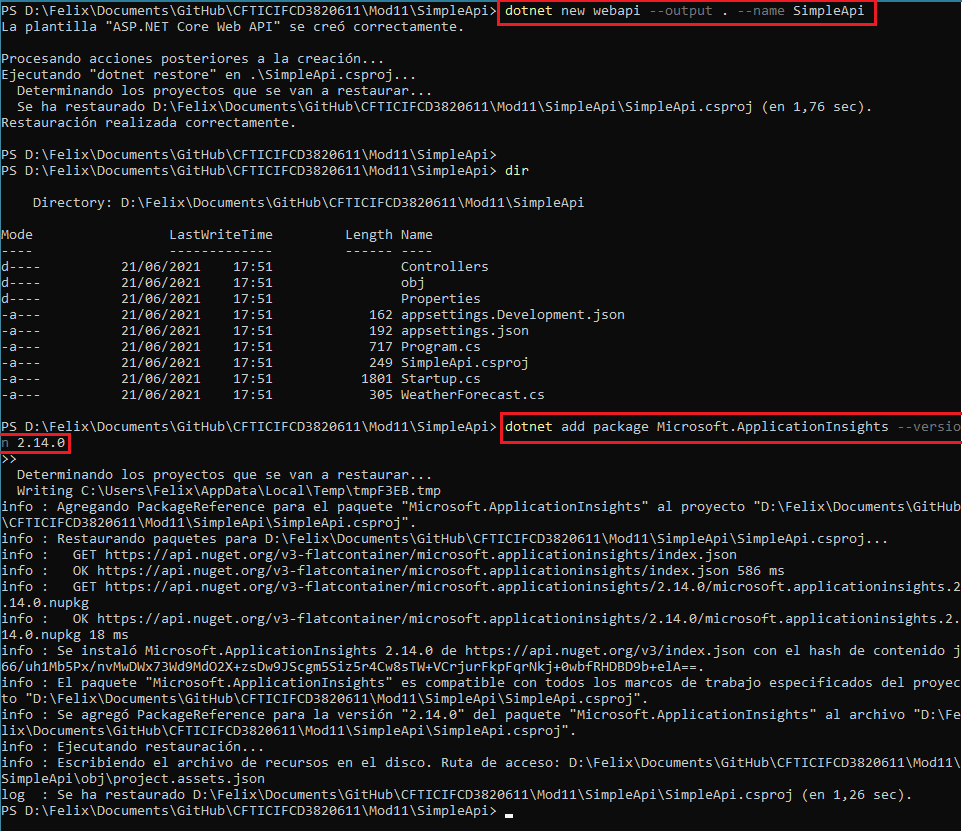 PS D:\Felix\Documents\GitHub\CFTICIFCD3820611\Mod11\SimpleApi> dotnet new webapi --output . --name SimpleApi
La plantilla "ASP.NET Core Web API" se creó correctamente.
Procesando acciones posteriores a la creación...
Ejecutando "dotnet restore" en .\SimpleApi.csproj...
  Determinando los proyectos que se van a restaurar...
  Se ha restaurado D:\Felix\Documents\GitHub\CFTICIFCD3820611\Mod11\SimpleApi\SimpleApi.csproj (en 1,76 sec).
Restauración realizada correctamente.
PS D:\Felix\Documents\GitHub\CFTICIFCD3820611\Mod11\SimpleApi>
PS D:\Felix\Documents\GitHub\CFTICIFCD3820611\Mod11\SimpleApi> dir
    Directory: D:\Felix\Documents\GitHub\CFTICIFCD3820611\Mod11\SimpleApi
Mode                 LastWriteTime         Length Name
----                 -------------         ------ ----
d----          21/06/2021    17:51                Controllers
d----          21/06/2021    17:51                obj
d----          21/06/2021    17:51                Properties
-a---          21/06/2021    17:51            162 appsettings.Development.json
-a---          21/06/2021    17:51            192 appsettings.json
-a---          21/06/2021    17:51            717 Program.cs
-a---          21/06/2021    17:51            249 SimpleApi.csproj
-a---          21/06/2021    17:51           1801 Startup.cs
-a---          21/06/2021    17:51            305 WeatherForecast.cs
PS D:\Felix\Documents\GitHub\CFTICIFCD3820611\Mod11\SimpleApi> dotnet add package Microsoft.ApplicationInsights --versio
n 2.14.0
>>
  Determinando los proyectos que se van a restaurar...
  Writing C:\Users\Felix\AppData\Local\Temp\tmpF3EB.tmp
info : Agregando PackageReference para el paquete "Microsoft.ApplicationInsights" al proyecto "D:\Felix\Documents\GitHub
\CFTICIFCD3820611\Mod11\SimpleApi\SimpleApi.csproj".
info : Restaurando paquetes para D:\Felix\Documents\GitHub\CFTICIFCD3820611\Mod11\SimpleApi\SimpleApi.csproj...
info :   GET https://api.nuget.org/v3-flatcontainer/microsoft.applicationinsights/index.json
info :   OK https://api.nuget.org/v3-flatcontainer/microsoft.applicationinsights/index.json 586 ms
info :   GET https://api.nuget.org/v3-flatcontainer/microsoft.applicationinsights/2.14.0/microsoft.applicationinsights.2
.14.0.nupkg
info :   OK https://api.nuget.org/v3-flatcontainer/microsoft.applicationinsights/2.14.0/microsoft.applicationinsights.2.
14.0.nupkg 18 ms
info : Se instaló Microsoft.ApplicationInsights 2.14.0 de https://api.nuget.org/v3/index.json con el hash de contenido j
66/uh1Mb5Px/nvMwDWx73Wd9MdO2X+zsDw9JScgm5Siz5r4Cw8sTW+VCrjurFkpFqrNkj+0wbfRHDBD9b+elA==.
info : El paquete "Microsoft.ApplicationInsights" es compatible con todos los marcos de trabajo especificados del proyec
to "D:\Felix\Documents\GitHub\CFTICIFCD3820611\Mod11\SimpleApi\SimpleApi.csproj".
info : Se agregó PackageReference para la versión "2.14.0" del paquete "Microsoft.ApplicationInsights" al archivo "D:\Fe
lix\Documents\GitHub\CFTICIFCD3820611\Mod11\SimpleApi\SimpleApi.csproj".
info : Ejecutando restauración...
info : Escribiendo el archivo de recursos en el disco. Ruta de acceso: D:\Felix\Documents\GitHub\CFTICIFCD3820611\Mod11\
SimpleApi\obj\project.assets.json
log  : Se ha restaurado D:\Felix\Documents\GitHub\CFTICIFCD3820611\Mod11\SimpleApi\SimpleApi.csproj (en 1,26 sec).
PS D:\Felix\Documents\GitHub\CFTICIFCD3820611\Mod11\SimpleApi>